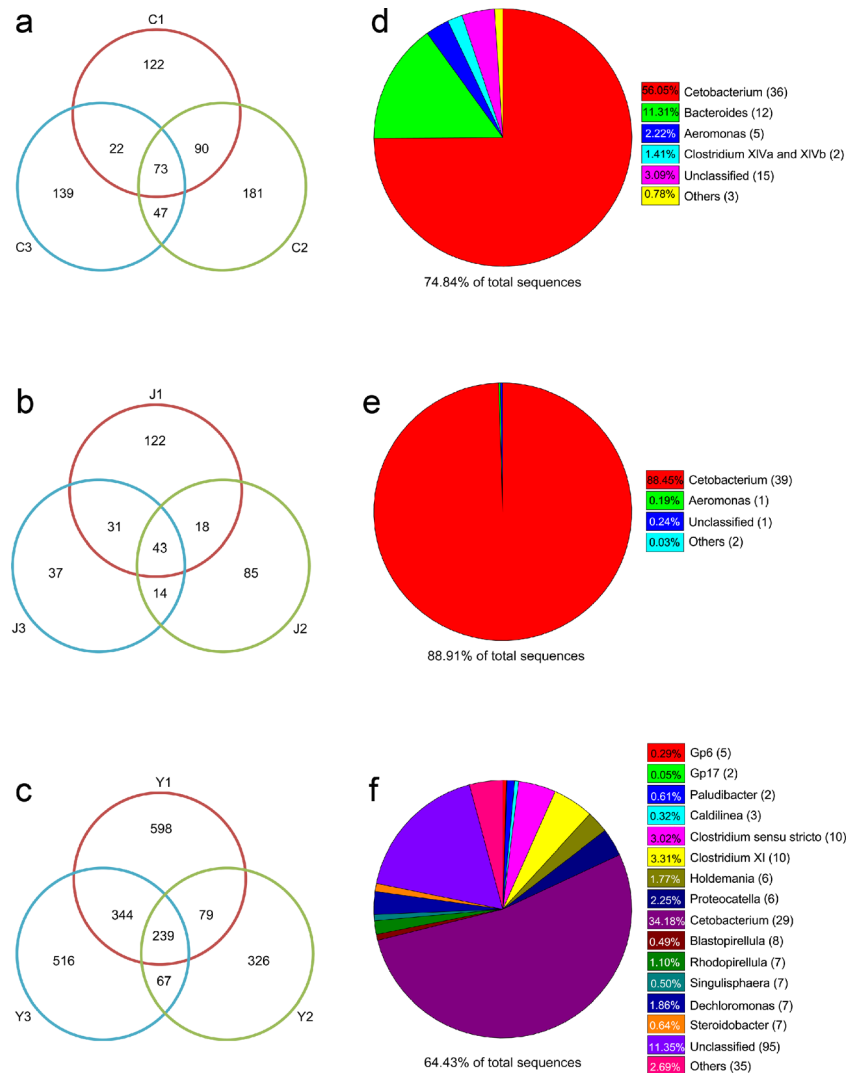 a
C1
122
22
90
73
139
47
181
C3
C2
d
56.05% Cetobacterium (36)
11.31% Bacteroides (12)
2.22% Aeromonas (5)
1.41% Clostridium XIVa and XIVb (2)
3.09% Unclassified (15)
0.78% Others (3)
74.84% of total sequences
b
J1
122
31
18
43
37
14
85
J3
J2
e
88.45% Cetobacterium (39)
0.19% Aeromonas (1)
0.24% Unclassified (1)
0.03% Others (2)
88.91% of total sequences
c
Y1
598
344
79
239
516
67
326
Y3
Y2
f
0.29% Gp6 (5)
0.05% Gp17 (2)
0.61% Paludibacter (2)
0.32% Caldilinea (3)
3.02% Clostridium sensu stricto (10)
3.31% Clostridium XI (10)
1.77% Holdemania (6)
2.25% Proteocatella (6)
34.18% Cetobacterium (29)
0.49% Blastopirellula (8)
1.10% Rhodopirellula (7)
0.50% Singulisphaera (7)
1.86% Dechloromonas (7)
0.64% Steroidobacter (7)
11.35% Unclassified (95)
2.69% Others (35)
64.43% of total sequences